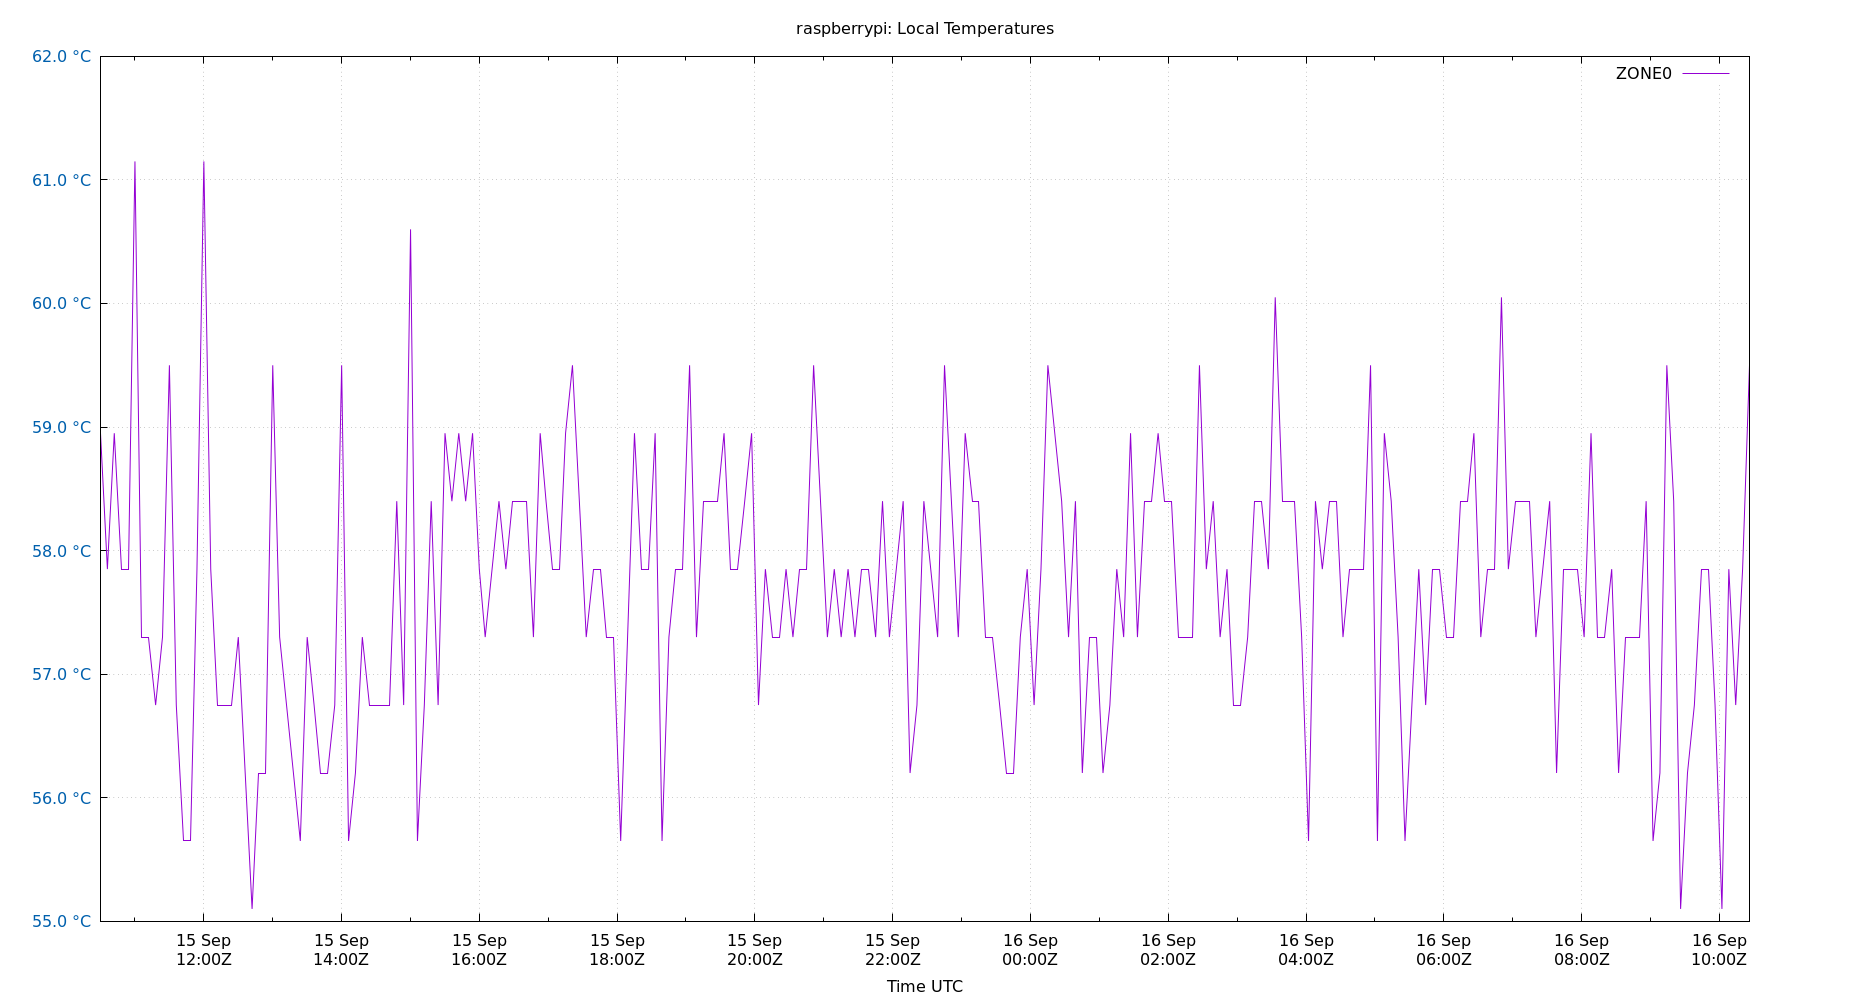 raspberrypi: Local Temperatures
62.0 °C
ZONE0
61.0 °C
60.0 °C
59.0 °C
58.0 °C
57.0 °C
56.0 °C
55.0 °C
15 Sep 15 Sep 15 Sep 15 Sep 15 Sep 15 Sep 16 Sep 16 Sep 16 Sep 16 Sep 16 Sep 16 Sep
12:00Z 14:00Z 16:00Z 18:00Z 20:00Z 22:00Z 00:00Z 02:00Z 04:00Z 06:00Z 08:00Z 10:00Z
Time UTC